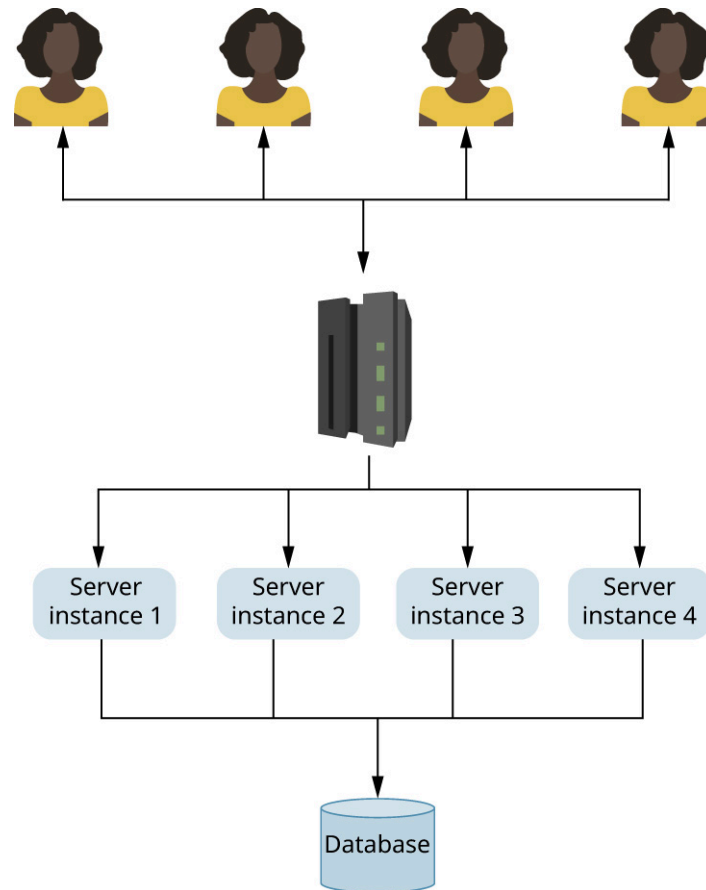 Server
instance 1
Server
instance 2
Server
instance 3
Server
instance 4
Database